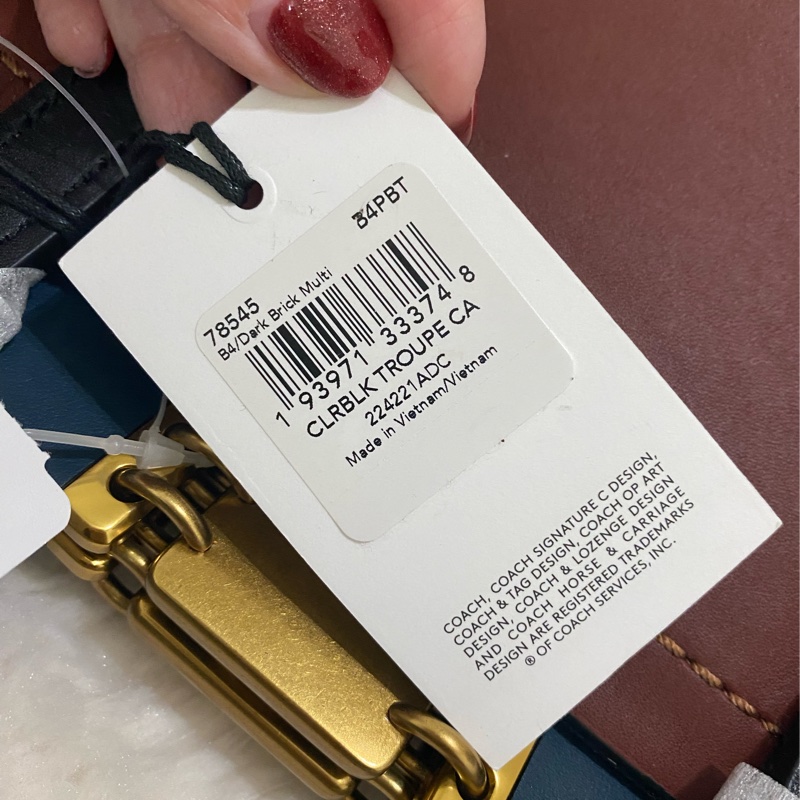 B4PBT
78545
B4/Dark Brick Multi
1 93971 33374 8
CLRBLK TROUPE CA
224221ADC
Made in Vietnam/Vietnam
COACH, COACH SIGNATURE C DESIGN,
COACH & TAG DESIGN, COACH OP ART
DESIGN, COACH & LOZENGE DESIGN
AND COACH HORSE & CARRIAGE
DESIGN ARE REGISTERED TRADEMARKS
® OF COACH SERVICES, INC.